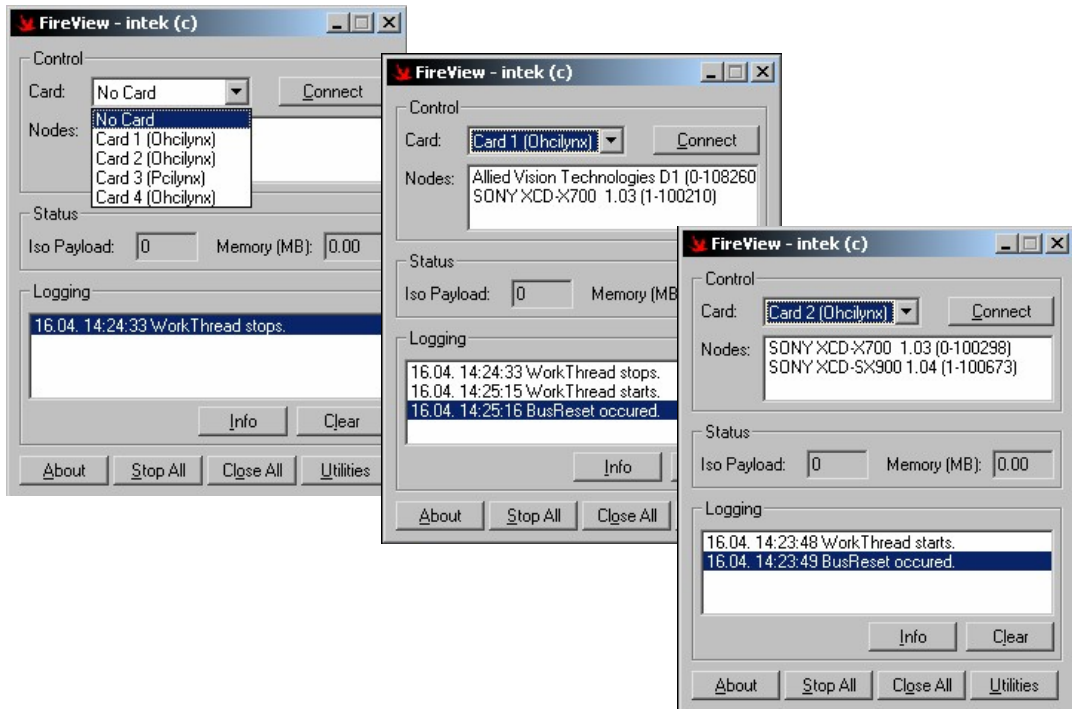 FireView - intek (c)
Control
Card: No Card Connect
No Card
Card 1 (Ohcilynx)
Card 2 (Ohcilynx)
Card 3 (Pcilynx)
Card 4 (Ohcilynx)
Nodes:
Status
Iso Payload: 0 Memory (MB): 0.00
Logging
16.04. 14:24:33 WorkThread stops.
Info Clear
About Stop All Close All Utilities
FireView - intek (c)
Control
Card: Card 1 (Ohcilynx) Connect
Nodes: Allied Vision Technologies D1 (0-108260
SONY XCD-X700 1.03 (1-100210)
Status
Iso Payload: 0 Memory (MB
Logging
16.04. 14:24:33 WorkThread stops.
16.04. 14:25:15 WorkThread starts.
16.04. 14:25:16 BusReset occured.
Info
About Stop All Close All
FireView - intek (c)
Control
Card: Card 2 (Ohcilynx) Connect
Nodes: SONY XCD-X700 1.03 (0-100298)
SONY XCD-SX900 1.04 (1-100673)
Status
Iso Payload: 0 Memory (MB): 0.00
Logging
16.04. 14:23:48 WorkThread starts.
16.04. 14:23:49 BusReset occured.
Info Clear
About Stop All Close All Utilities